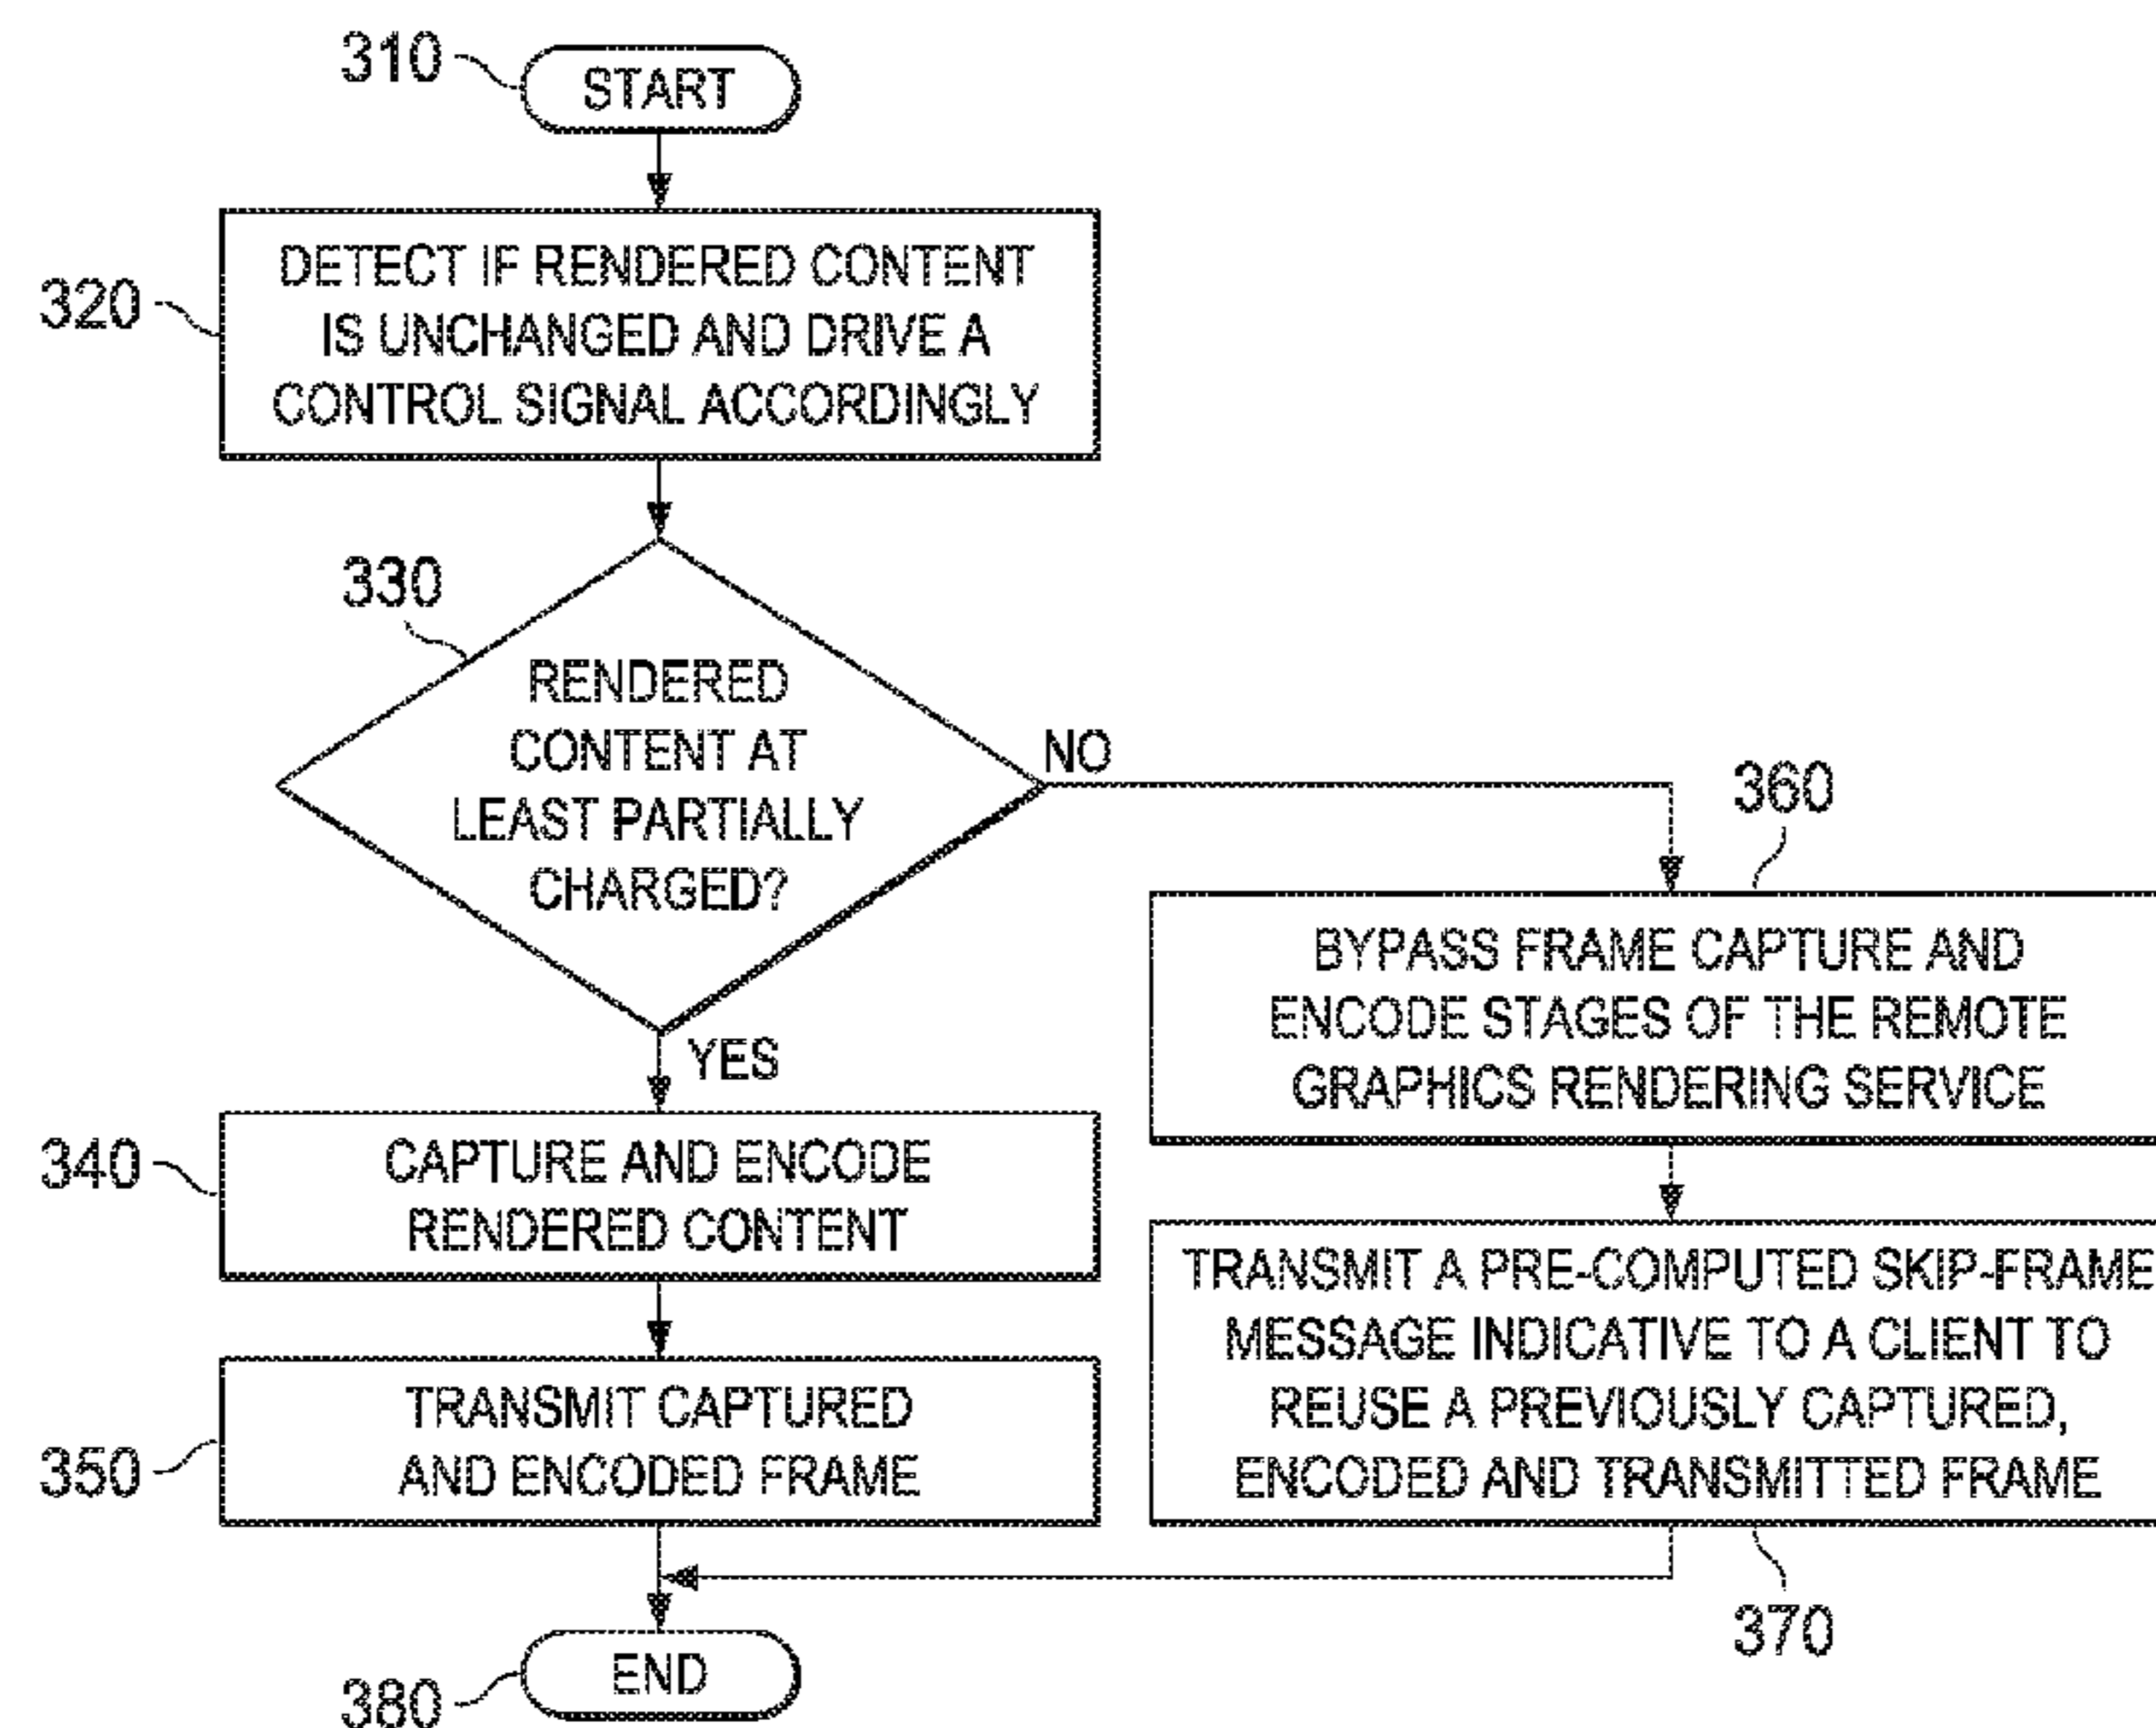 310
START
320
DETECT IF RENDERED CONTENT
IS UNCHANGED AND DRIVE A
CONTROL SIGNAL ACCORDINGLY
330
RENDERED
CONTENT AT
LEAST PARTIALLY
CHARGED?
NO
YES
340
CAPTURE AND ENCODE
RENDERED CONTENT
350
TRANSMIT CAPTURED
AND ENCODED FRAME
360
BYPASS FRAME CAPTURE AND
ENCODE STAGES OF THE REMOTE
GRAPHICS RENDERING SERVICE
TRANSMIT A PRE-COMPUTED SKIP-FRAME
MESSAGE INDICATIVE TO A CLIENT TO
REUSE A PREVIOUSLY CAPTURED,
ENCODED AND TRANSMITTED FRAME
370
380
END